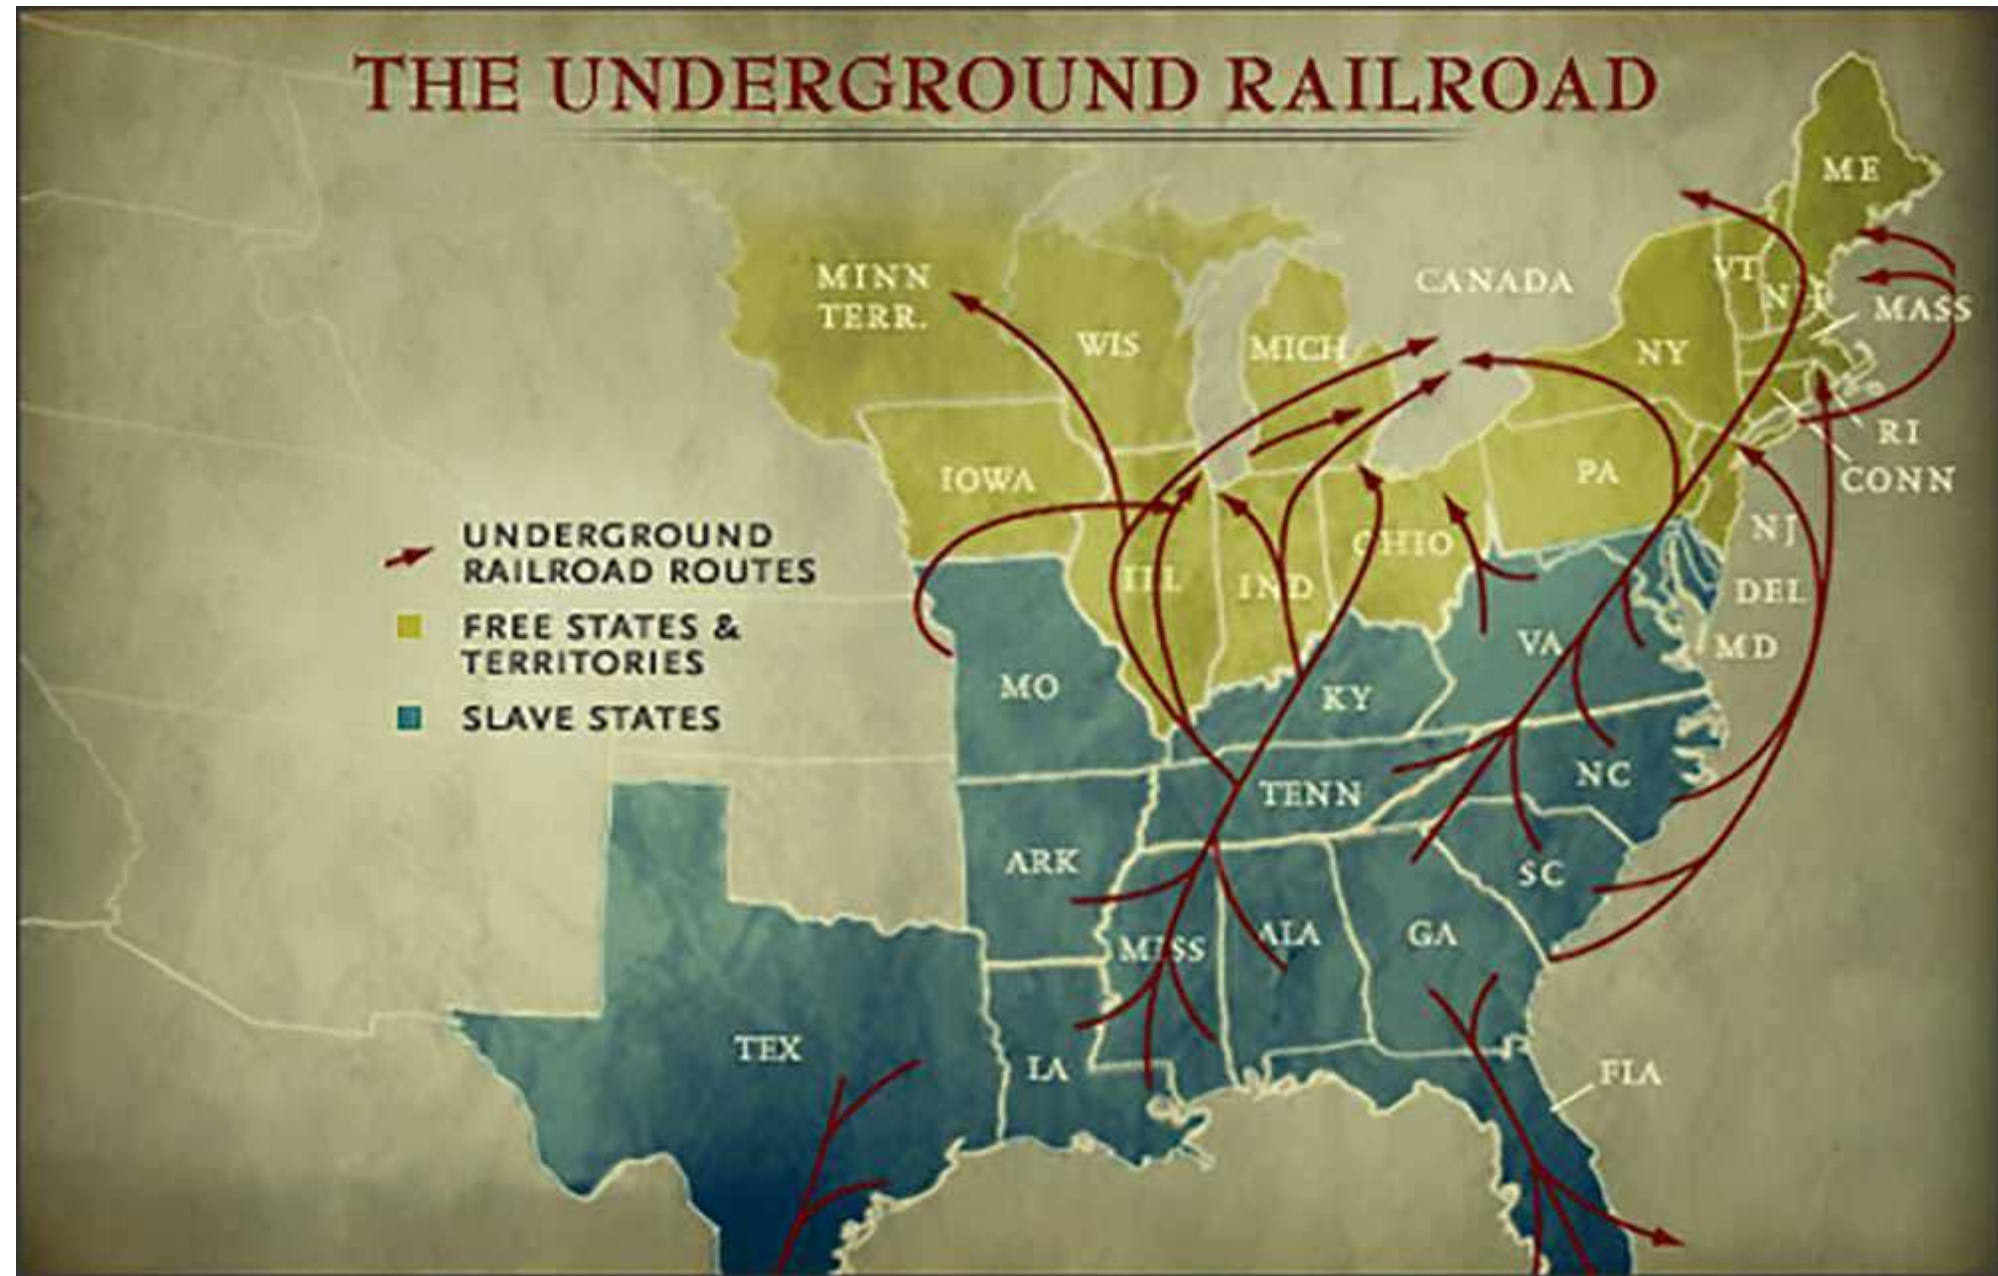 THE UNDERGROUND RAILROAD
ME
MINN
TERR.
CANADA
VT
NH
MASS
WIS
MICH
NY
RI
CONN
IOWA
PA
UNDERGROUND
RAILROAD ROUTES
FREE STATES &
TERRITORIES
SLAVE STATES
ILL
IND
OHIO
NJ
DEL
MD
VA
MO
KY
TENN
NC
ARK
SC
MISS
ALA
GA
TEX
LA
FLA